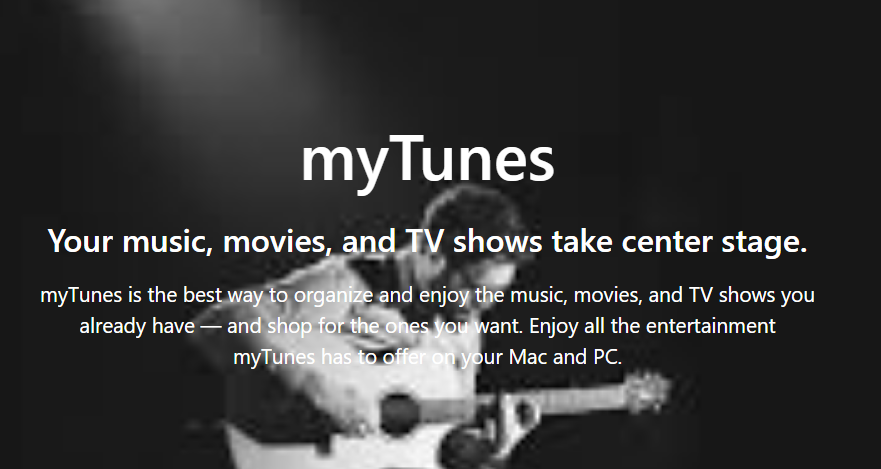 myTunes
Your music, movies, and TV shows take center stage.
myTunes is the best way to organize and enjoy the music, movies, and TV shows you
already have — and shop for the ones you want. Enjoy all the entertainment
myTunes has to offer on your Mac and PC.